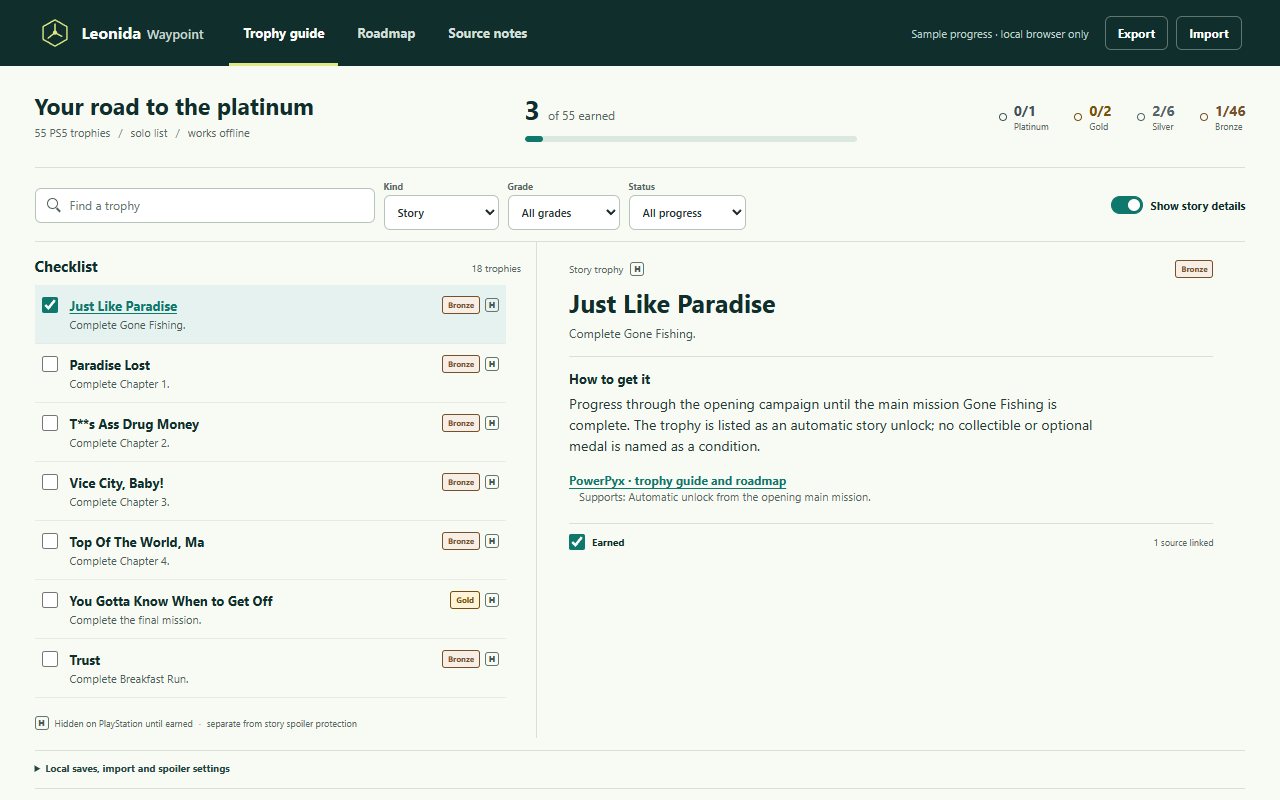 Leonida Waypoint
Trophy guide
Roadmap
Source notes
Sample progress · local browser only
Export
Import
Your road to the platinum
55 PS5 trophies / solo list / works offline
3 of 55 earned
0/1
Platinum
0/2
Gold
2/6
Silver
1/46
Bronze
Find a trophy
Kind
Story
Grade
All grades
Status
All progress
Show story details
Checklist
18 trophies
Just Like Paradise
Bronze H
Complete Gone Fishing.
Paradise Lost
Bronze H
Complete Chapter 1.
T**s Ass Drug Money
Bronze H
Complete Chapter 2.
Vice City, Baby!
Bronze H
Complete Chapter 3.
Top Of The World, Ma
Bronze H
Complete Chapter 4.
You Gotta Know When to Get Off
Gold H
Complete the final mission.
Trust
Bronze H
Complete Breakfast Run.
H Hidden on PlayStation until earned · separate from story spoiler protection
Story trophy H
Bronze
Just Like Paradise
Complete Gone Fishing.
How to get it
Progress through the opening campaign until the main mission Gone Fishing is
complete. The trophy is listed as an automatic story unlock; no collectible or optional
medal is named as a condition.
PowerPyx · trophy guide and roadmap
Supports: Automatic unlock from the opening main mission.
Earned
1 source linked
Local saves, import and spoiler settings